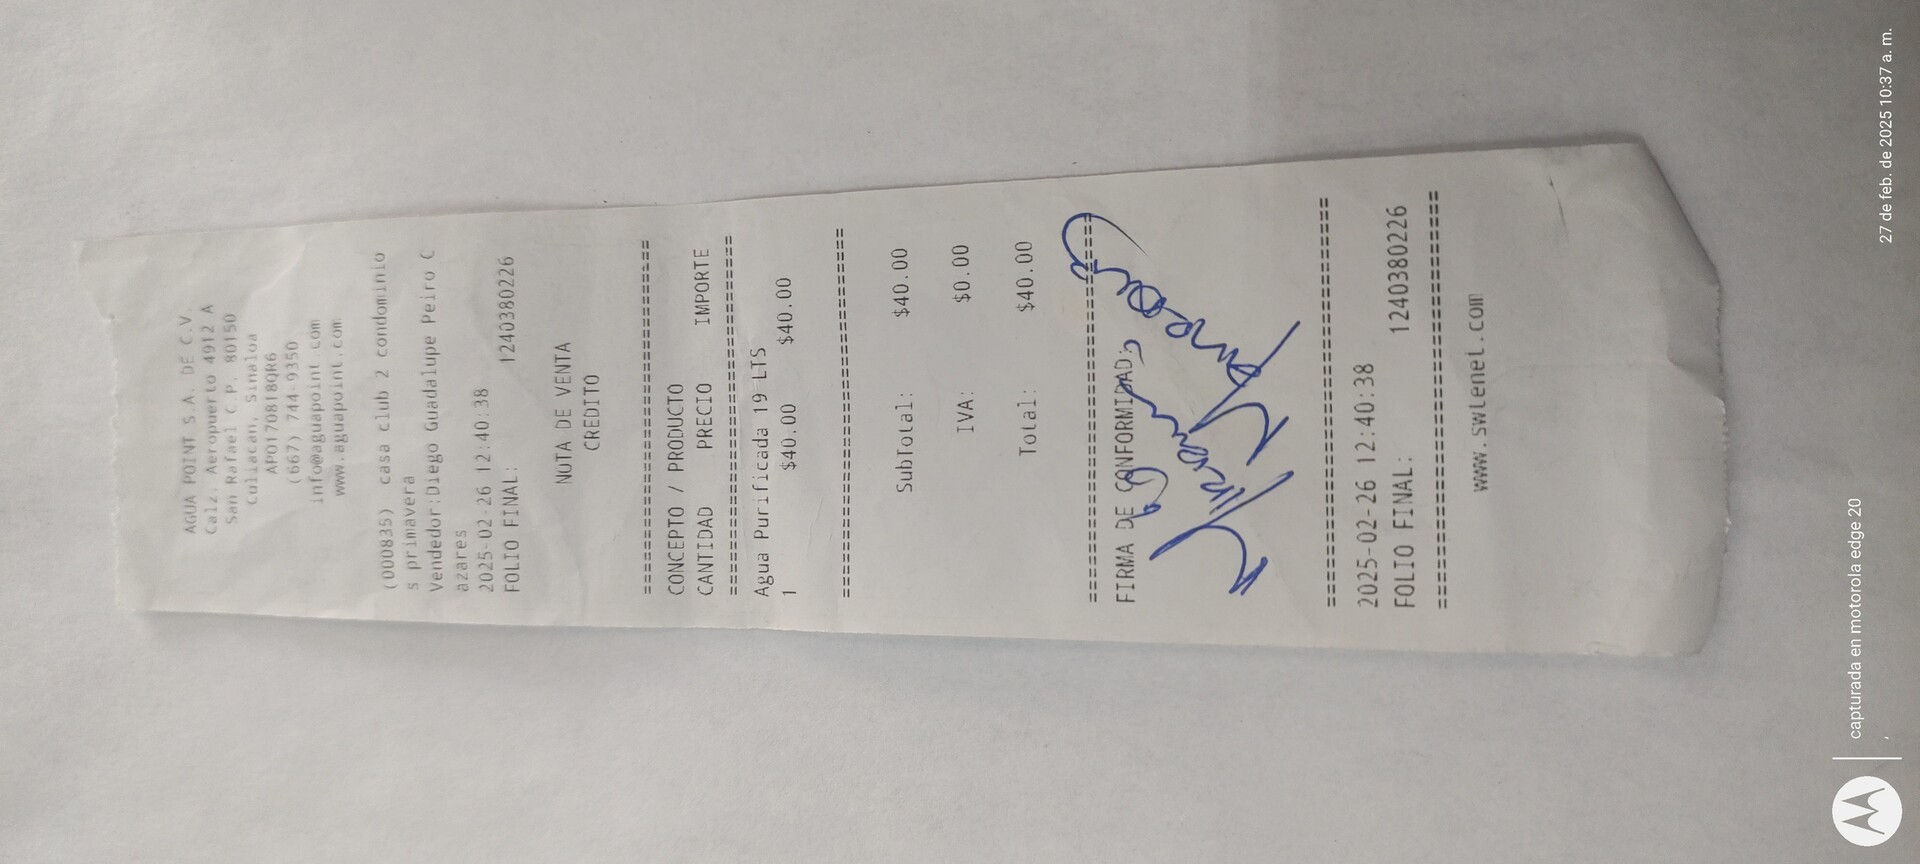 AGUA POINT S.A. DE C.V.
Calz. Aeropuerto 4912 A
San Rafael C.P. 80150
Culiacan, Sinaloa
APO170818QR6
(667) 744-9350
info@aguapoint.com
www.aguapoint.com
(000835) casa club 2 condominio
s primavera
Vendedor:Diego Guadalupe Peiro C
azares
2025-02-26 12:40:38
FOLIO FINAL: 1240380226
NOTA DE VENTA
CREDITO
================================
CONCEPTO / PRODUCTO
CANTIDAD PRECIO IMPORTE
================================
Agua Purificada 19 LTS
1 $40.00 $40.00
================================
SubTotal: $40.00
IVA: $0.00
Total: $40.00
================================
FIRMA DE CONFORMIDAD:
================================
2025-02-26 12:40:38
FOLIO FINAL: 1240380226
================================
www.swienet.com
capturada en motorola edge 20
27 de feb. de 2025 10:37 a. m.